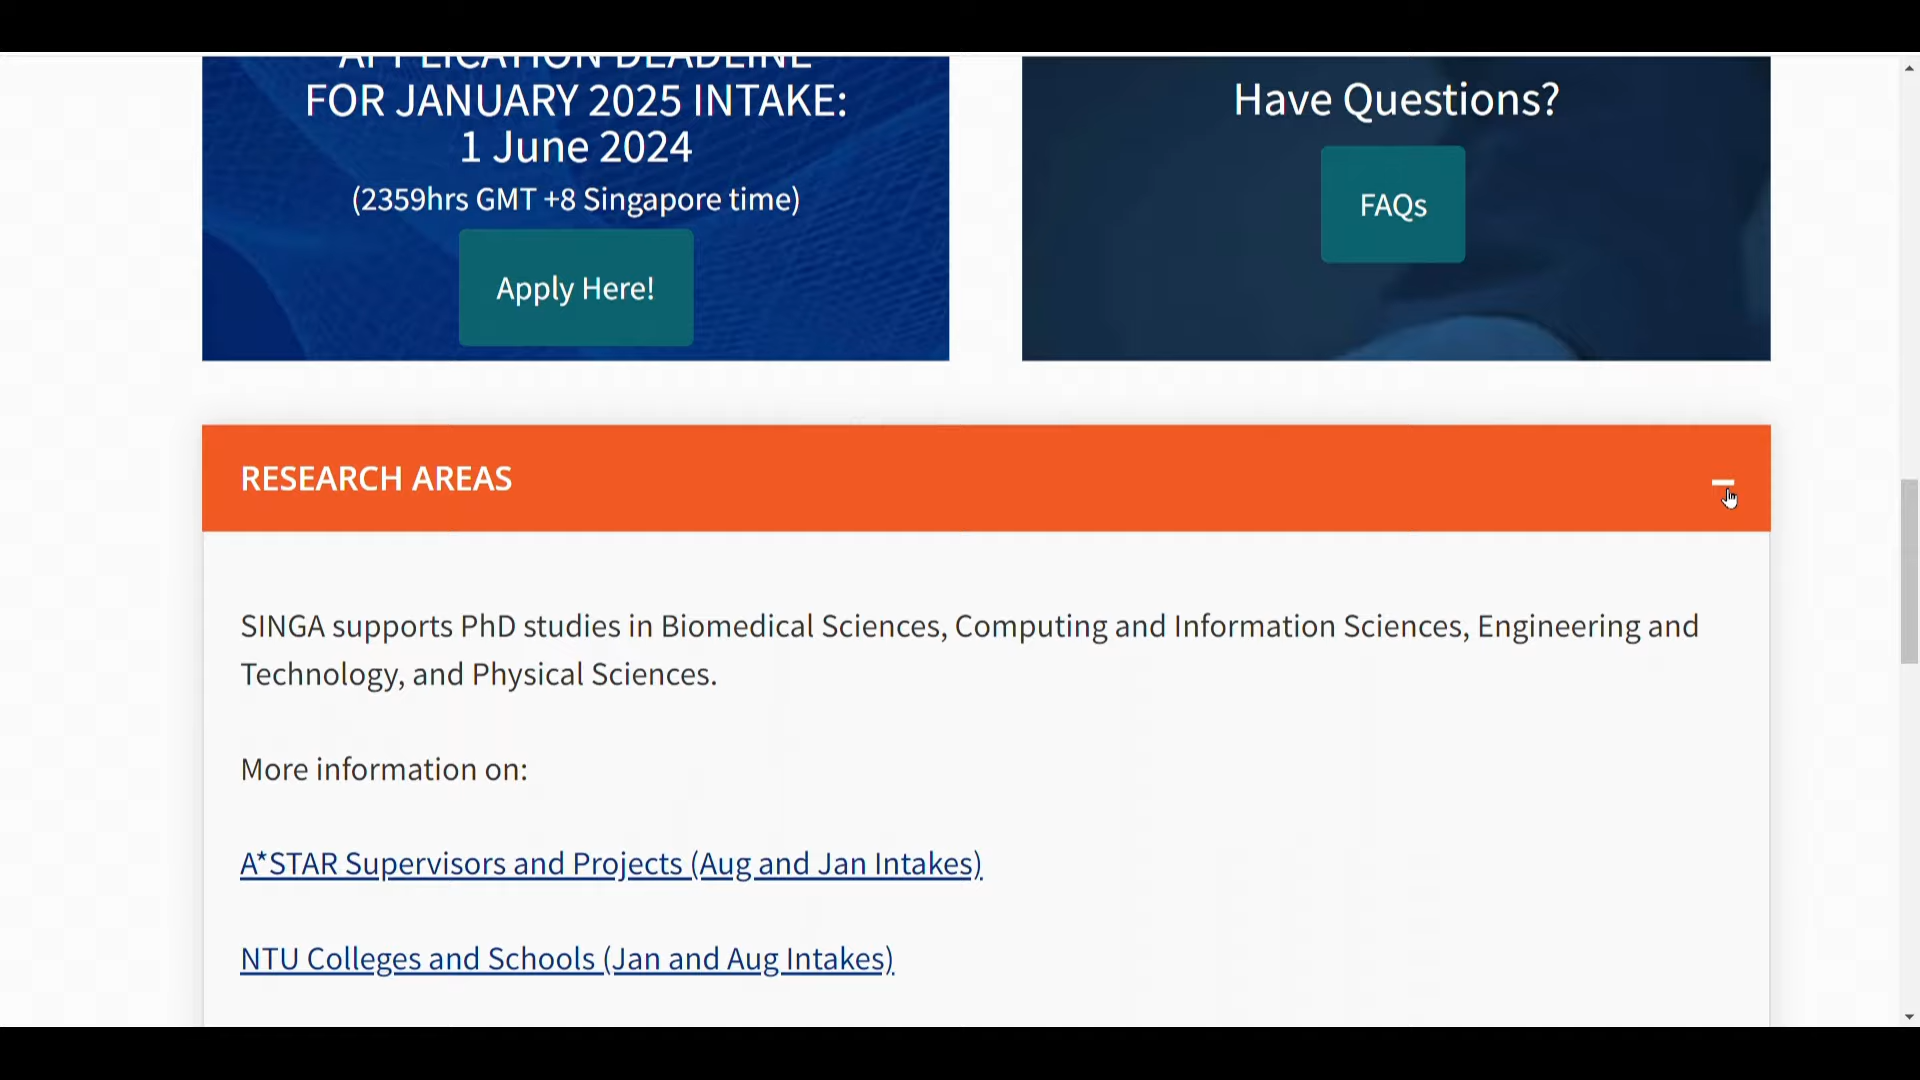 APPLICATION DEADLINE
FOR JANUARY 2025 INTAKE:
1 June 2024
(2359hrs GMT +8 Singapore time)
Apply Here!
Have Questions?
FAQs
RESEARCH AREAS
SINGA supports PhD studies in Biomedical Sciences, Computing and Information Sciences, Engineering and
Technology, and Physical Sciences.
More information on:
A*STAR Supervisors and Projects (Aug and Jan Intakes)
NTU Colleges and Schools (Jan and Aug Intakes)